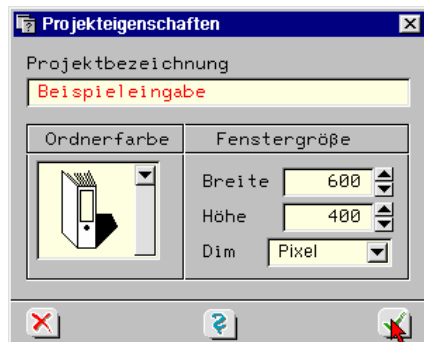 Projekteigenschaften
Projektbezeichnung
Beispieleingabe
Ordnerfarbe
Fenstergröße
Breite 600
Höhe 400
Dim Pixel